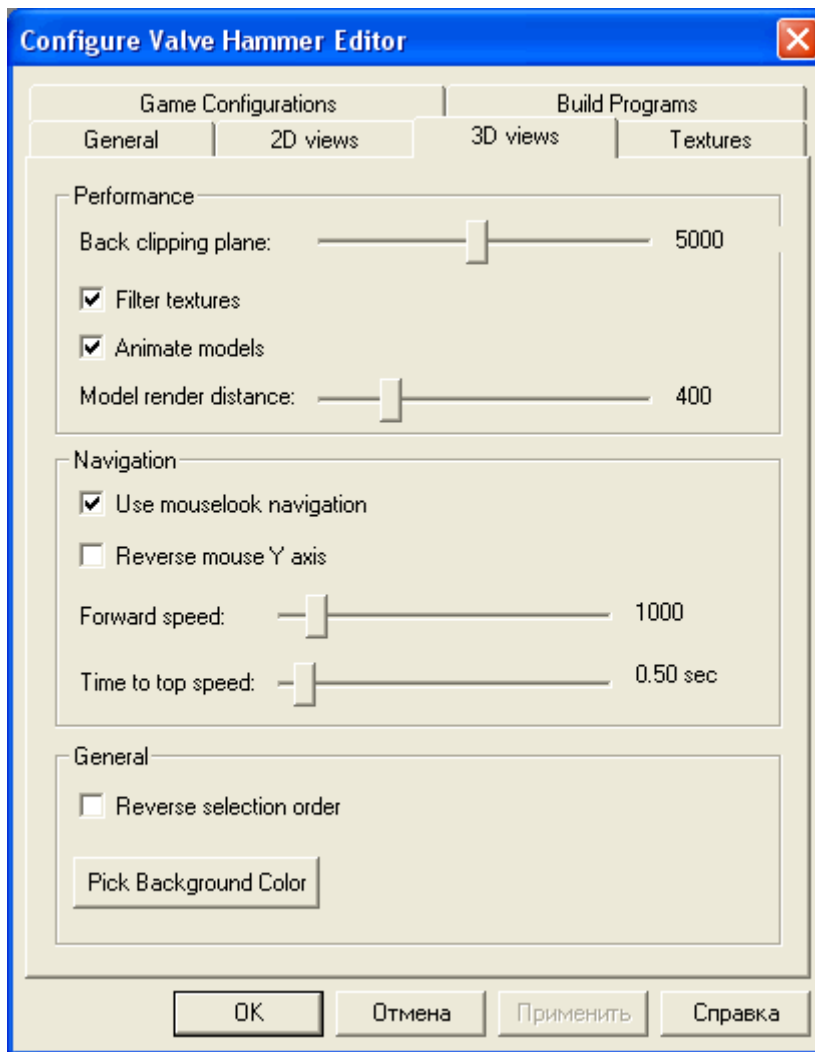 Configure Valve Hammer Editor
Game Configurations Build Programs
General 2D views 3D views Textures
Performance
Back clipping plane: 5000
Filter textures
Animate models
Model render distance: 400
Navigation
Use mouselook navigation
Reverse mouse Y axis
Forward speed: 1000
Time to top speed: 0.50 sec
General
Reverse selection order
Pick Background Color
OK Отмена Применить Справка